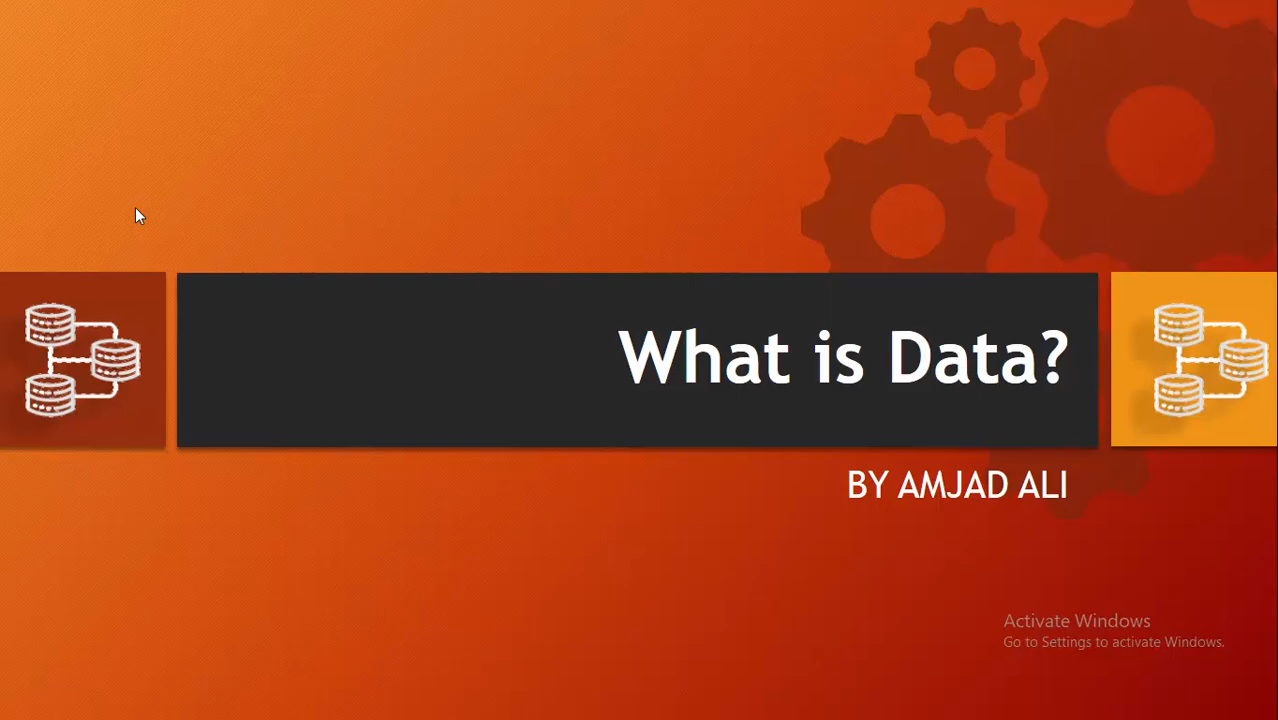 What is Data?
BY AMJAD ALI
Activate Windows
Go to Settings to activate Windows.